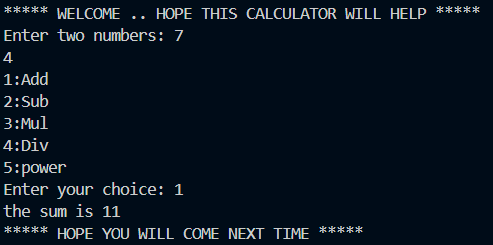 ***** WELCOME .. HOPE THIS CALCULATOR WILL HELP *****
Enter two numbers: 7
4
1:Add
2:Sub
3:Mul
4:Div
5:power
Enter your choice: 1
the sum is 11
***** HOPE YOU WILL COME NEXT TIME *****